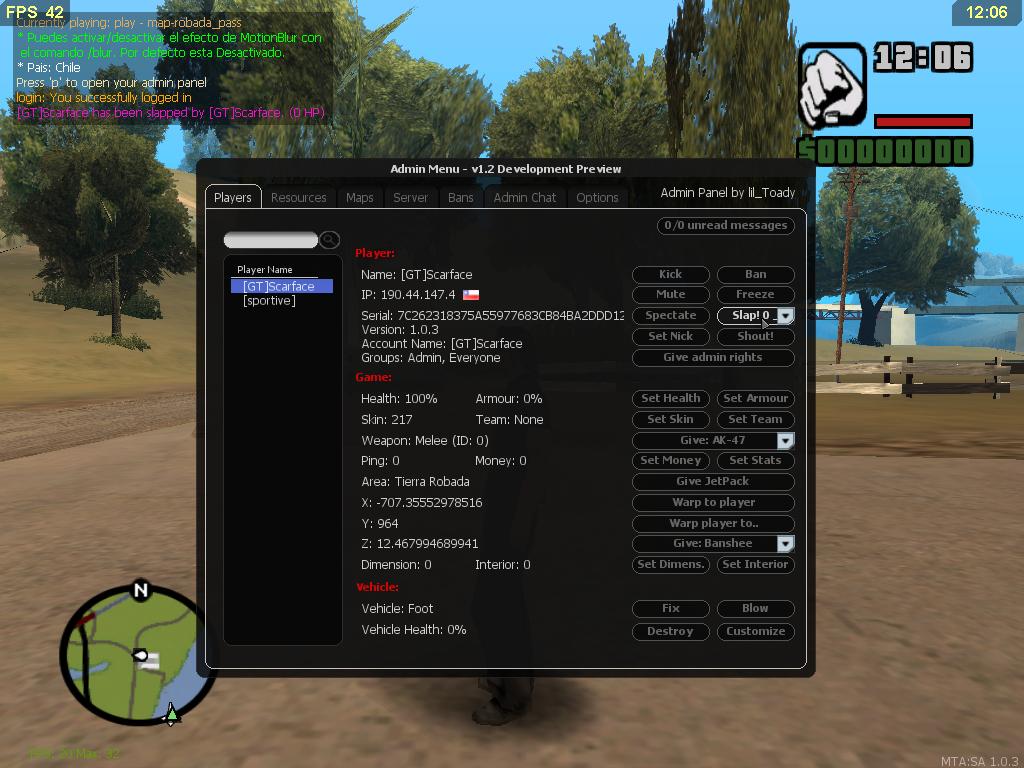 FPS 42
12:06
Currently playing: play - map-robada_pass
* Puedes activar/desactivar el efecto de MotionBlur con
el comando /blur. Por defecto esta Desactivado.
* Pais: Chile
Press 'p' to open your admin panel
login: You successfully logged in
[GT]Scarface has been slapped by [GT]Scarface. (0 HP)
12:06
$00000000
Admin Menu - v1.2 Development Preview
Players Resources Maps Server Bans Admin Chat Options
Admin Panel by lil_Toady
0/0 unread messages
Player Name
[GT]Scarface
[sportive]
Player:
Name: [GT]Scarface
Kick Ban
IP: 190.44.147.4
Mute Freeze
Serial: 7C262318375A55977683CB84BA2DDD12
Spectate Slap! 0 _
Version: 1.0.3
Set Nick Shout!
Account Name: [GT]Scarface
Groups: Admin, Everyone
Give admin rights
Game:
Health: 100% Armour: 0%
Set Health Set Armour
Skin: 217 Team: None
Set Skin Set Team
Weapon: Melee (ID: 0)
Give: AK-47
Ping: 0 Money: 0
Set Money Set Stats
Area: Tierra Robada
Give JetPack
X: -707.35552978516
Warp to player
Y: 964
Warp player to..
Z: 12.467994689941
Give: Banshee
Dimension: 0 Interior: 0
Set Dimens. Set Interior
Vehicle:
Vehicle: Foot
Fix Blow
Vehicle Health: 0%
Destroy Customize
N
MTA:SA 1.0.3